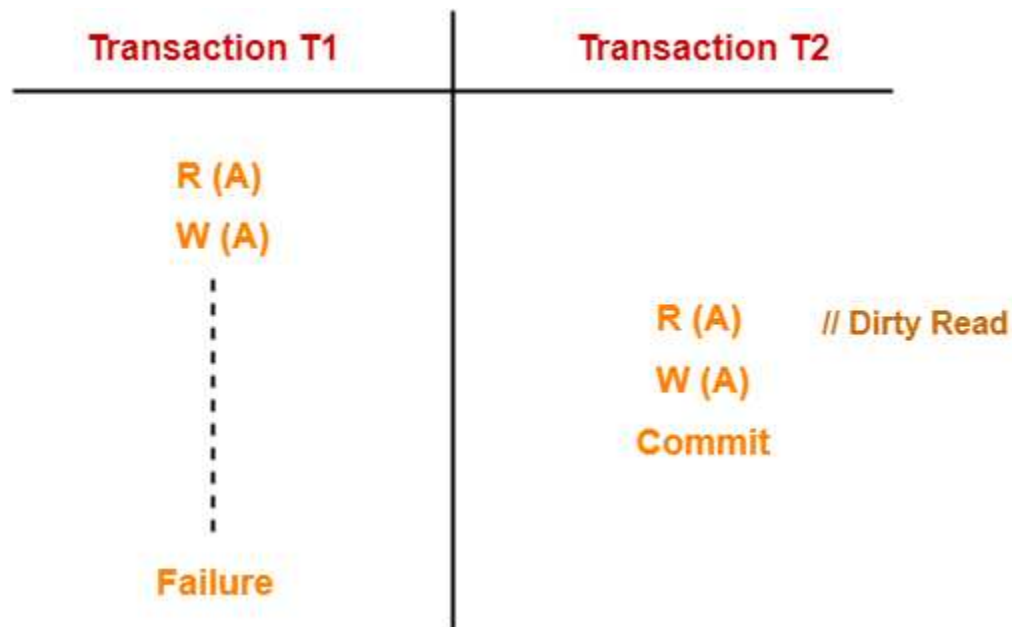 Transaction T1 Transaction T2
R (A)
W (A)
R (A) // Dirty Read
W (A)
Commit
Failure